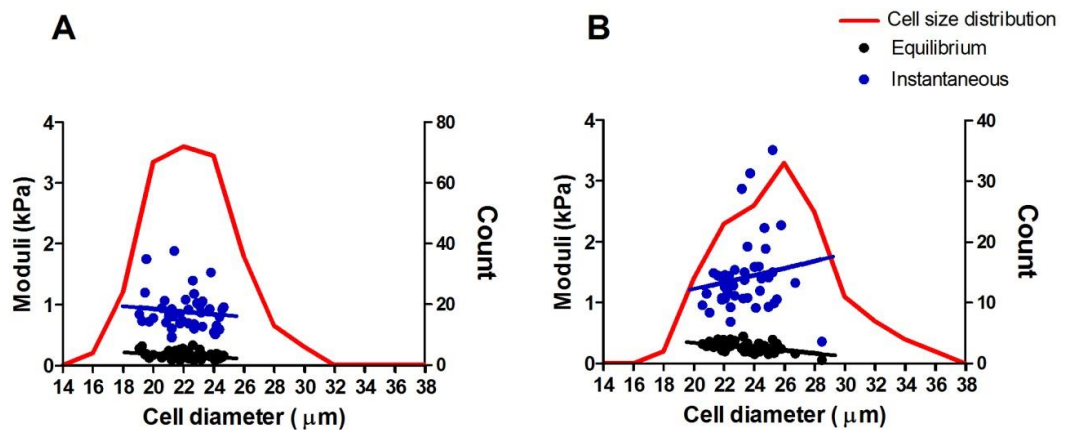 A
B
Cell size distribution
Equilibrium
Instantaneous
4
3
2
1
0
Moduli (kPa)
80
60
40
20
0
Count
14 16 18 20 22 24 26 28 30 32 34 36 38
Cell diameter ( μm)
4
3
2
1
0
Moduli (kPa)
40
30
20
10
0
Count
14 16 18 20 22 24 26 28 30 32 34 36 38
Cell diameter ( μm)